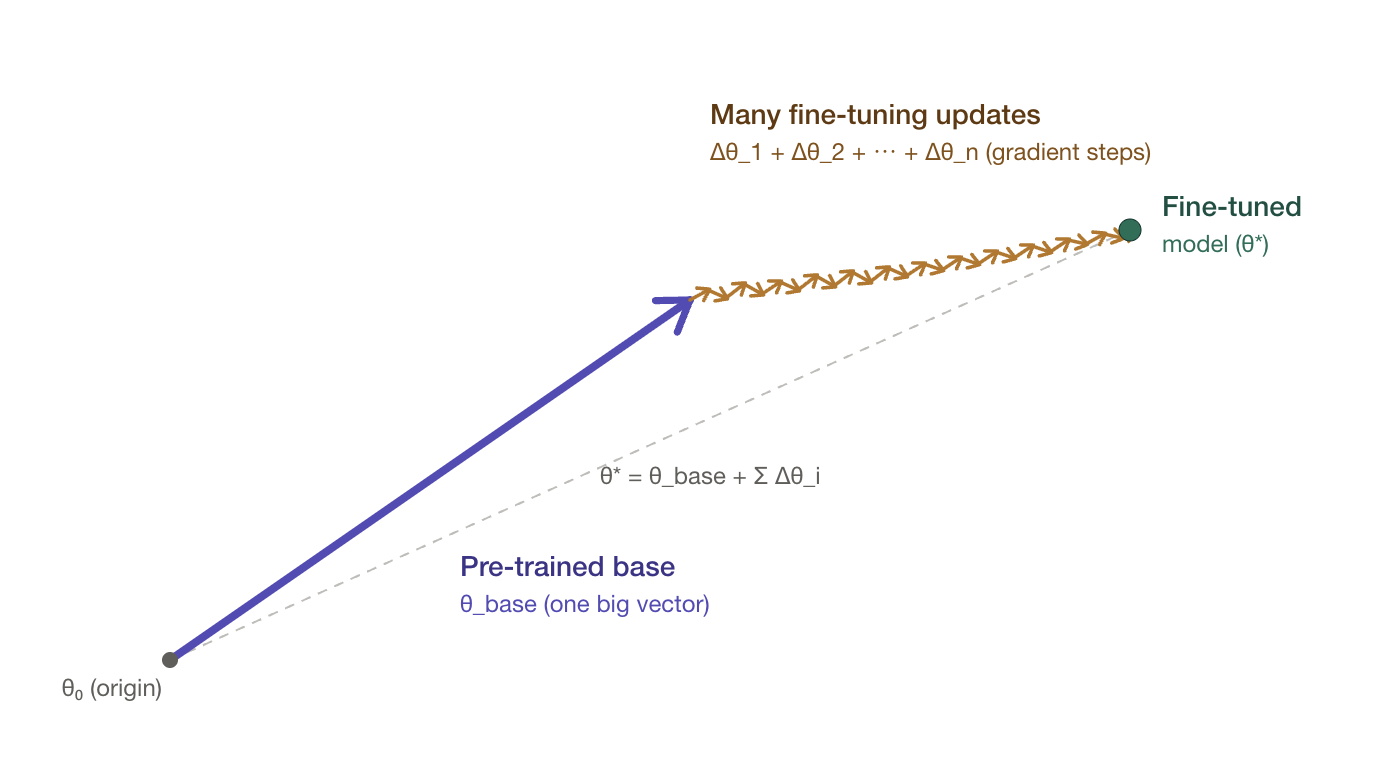 Many fine-tuning updates
Δθ_1 + Δθ_2 + ⋯ + Δθ_n (gradient steps)
Fine-tuned
model (θ*)
θ* = θ_base + Σ Δθ_i
Pre-trained base
θ_base (one big vector)
θ₀ (origin)